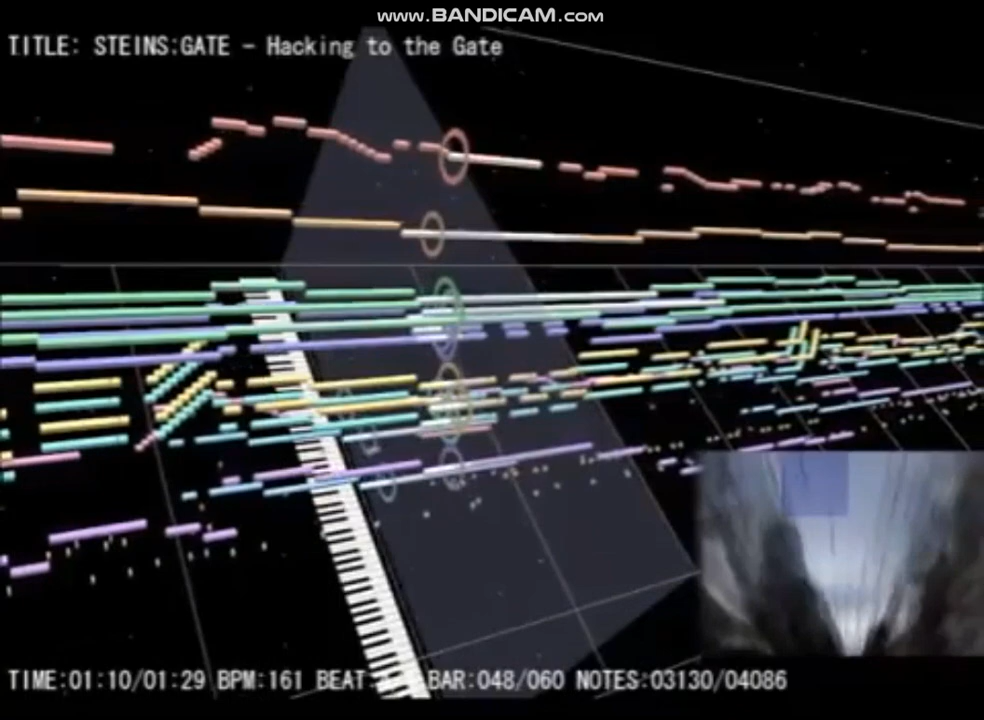 www.BANDICAM.com
TITLE: STEINS:GATE - Hacking to the Gate
TIME:01:10/01:29 BPM:161 BEAT: BAR:048/060 NOTES:03130/04086